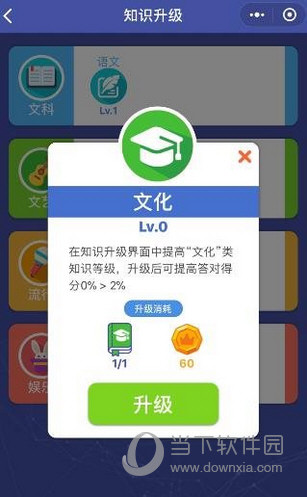 知识升级
语文
文科
Lv.1
文艺
流行
娱乐
文化
Lv.0
在知识升级界面中提高“文化”类
知识等级，升级后可提高答对得
分0% > 2%
升级消耗
1/1
60
升级
当下软件园
www.downxia.com